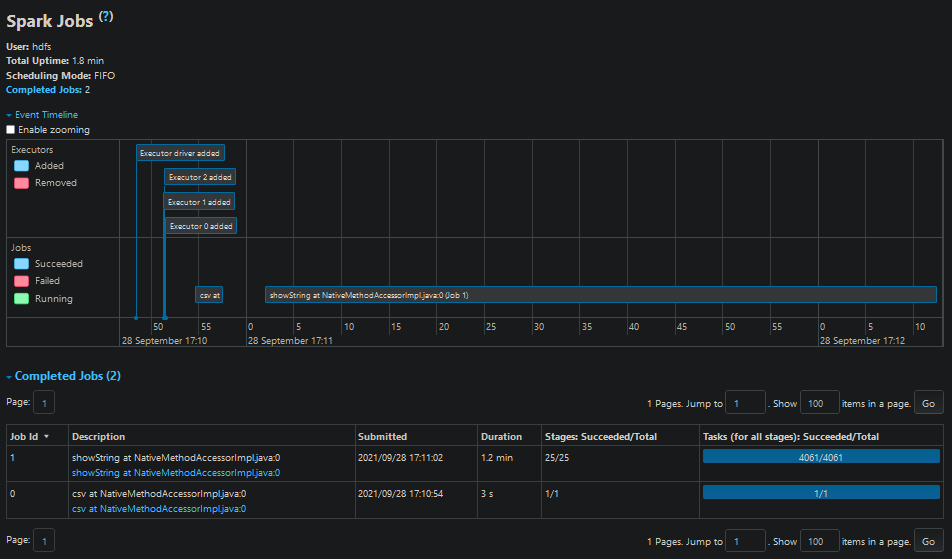 Spark Jobs (?)
User: hdfs
Total Uptime: 1.8 min
Scheduling Mode: FIFO
Completed Jobs: 2
Event Timeline
Enable zooming
Executors
Added
Removed
Executor driver added
Executor 2 added
Executor 1 added
Executor 0 added
Jobs
Succeeded
Failed
Running
csv at
showString at NativeMethodAccessorImpl.java:0 (Job 1)
50 55 0 5 10 15 20 25 30 35 40 45 50 55 0 5 10
28 September 17:10 28 September 17:11 28 September 17:12
Completed Jobs (2)
Page: 1 1 Pages. Jump to 1 . Show 100 items in a page. Go
Job Id ▾ Description Submitted Duration Stages: Succeeded/Total Tasks (for all stages): Succeeded/Total
1 showString at NativeMethodAccessorImpl.java:0 2021/09/28 17:11:02 1.2 min 25/25 4061/4061
showString at NativeMethodAccessorImpl.java:0
0 csv at NativeMethodAccessorImpl.java:0 2021/09/28 17:10:54 3 s 1/1 1/1
csv at NativeMethodAccessorImpl.java:0
Page: 1 1 Pages. Jump to 1 . Show 100 items in a page. Go